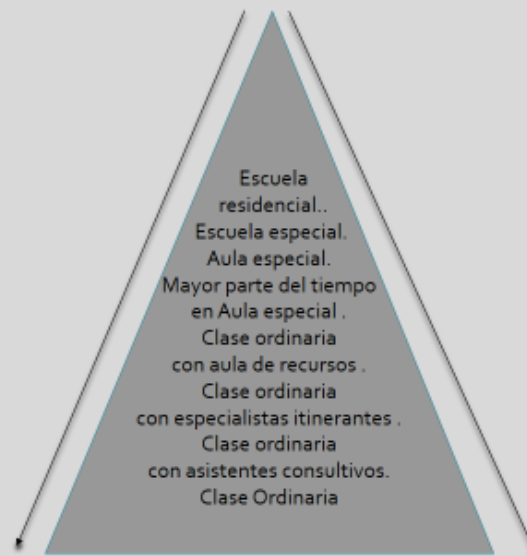 Escuela
residencial..
Escuela especial.
Aula especial.
Mayor parte del tiempo
en Aula especial .
Clase ordinaria
con aula de recursos .
Clase ordinaria
con especialistas itinerantes .
Clase ordinaria
con asistentes consultivos.
Clase Ordinaria